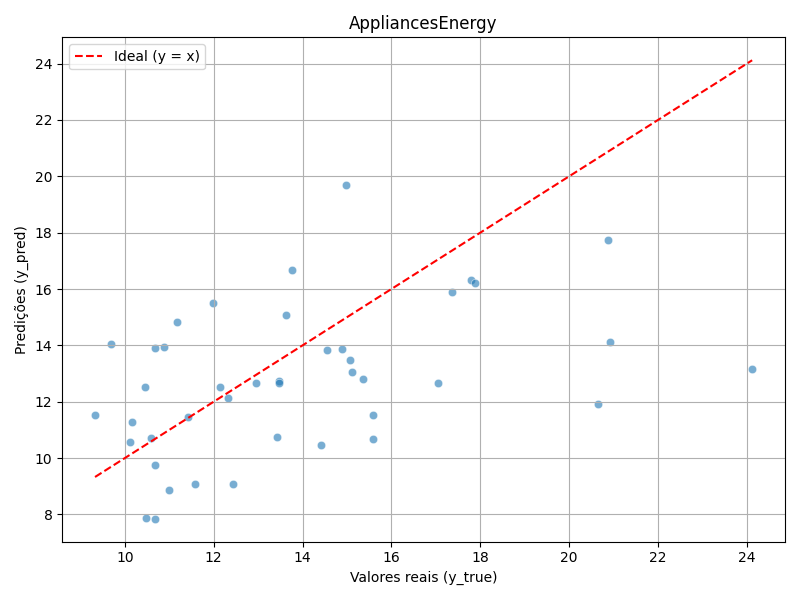 AppliancesEnergy
Ideal (y = x)
Predições (y_pred)
24
22
20
18
16
14
12
10
8
10 12 14 16 18 20 22 24
Valores reais (y_true)